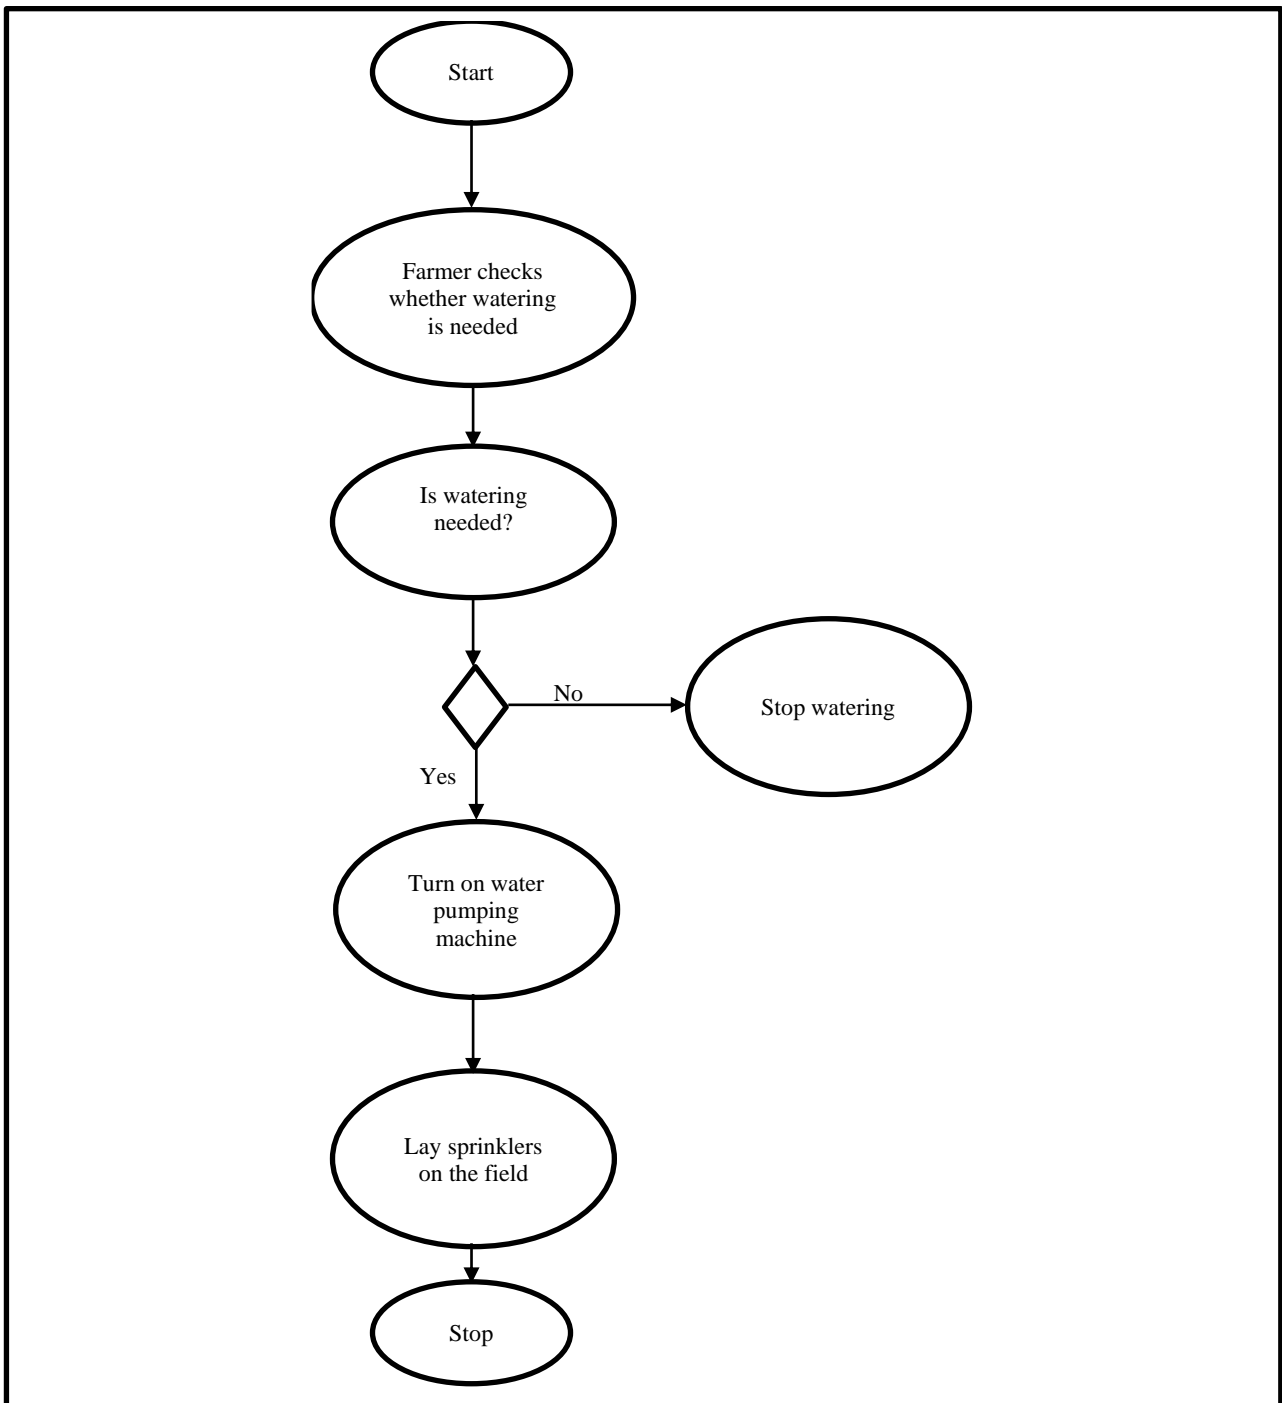 Start
Farmer checks
whether watering
is needed
Is watering
needed?
No
Stop watering
Yes
Turn on water
pumping
machine
Lay sprinklers
on the field
Stop